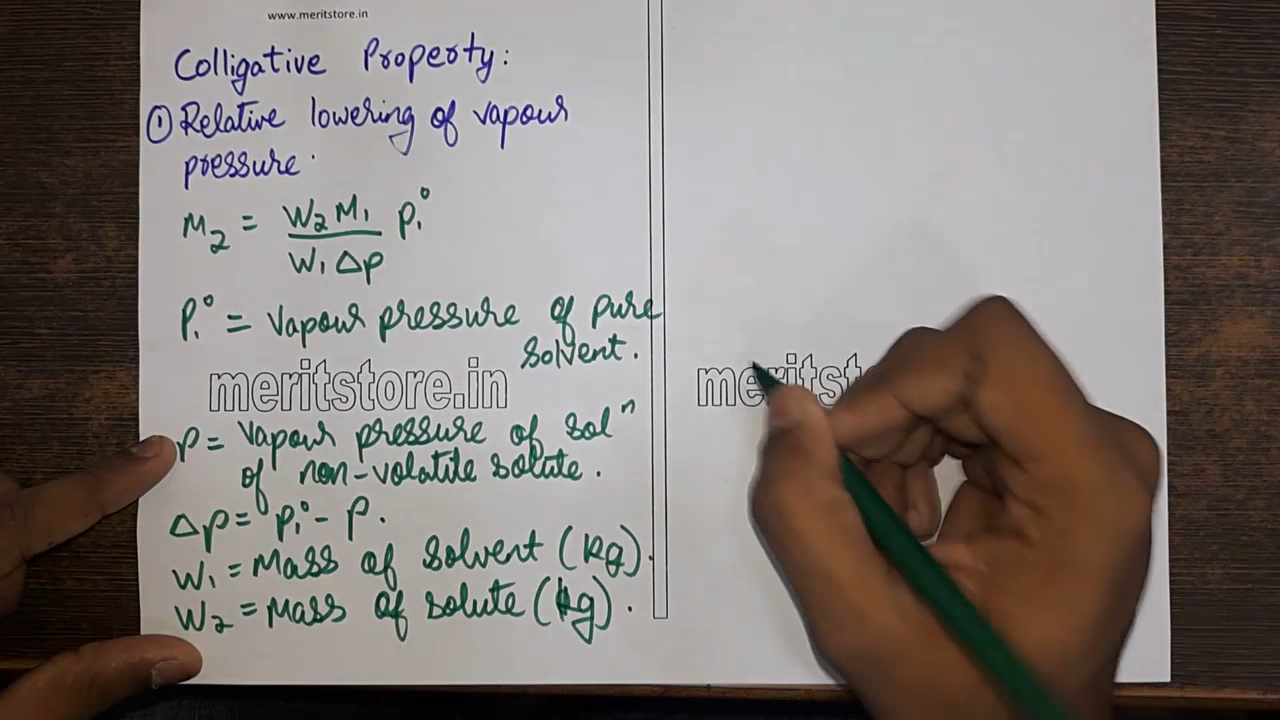 www.meritstore.in
Colligative Property:
① Relative lowering of vapour
pressure.
M₂ = W₂ M₁ / W₁ Δp p₁°
P₁° = Vapour pressure of pure
solvent.
meritstore.in
merits
p = Vapour pressure of solⁿ
of non-volatile solute.
Δp = p₁° - p.
W₁ = Mass of solvent (kg).
W₂ = Mass of solute (kg).